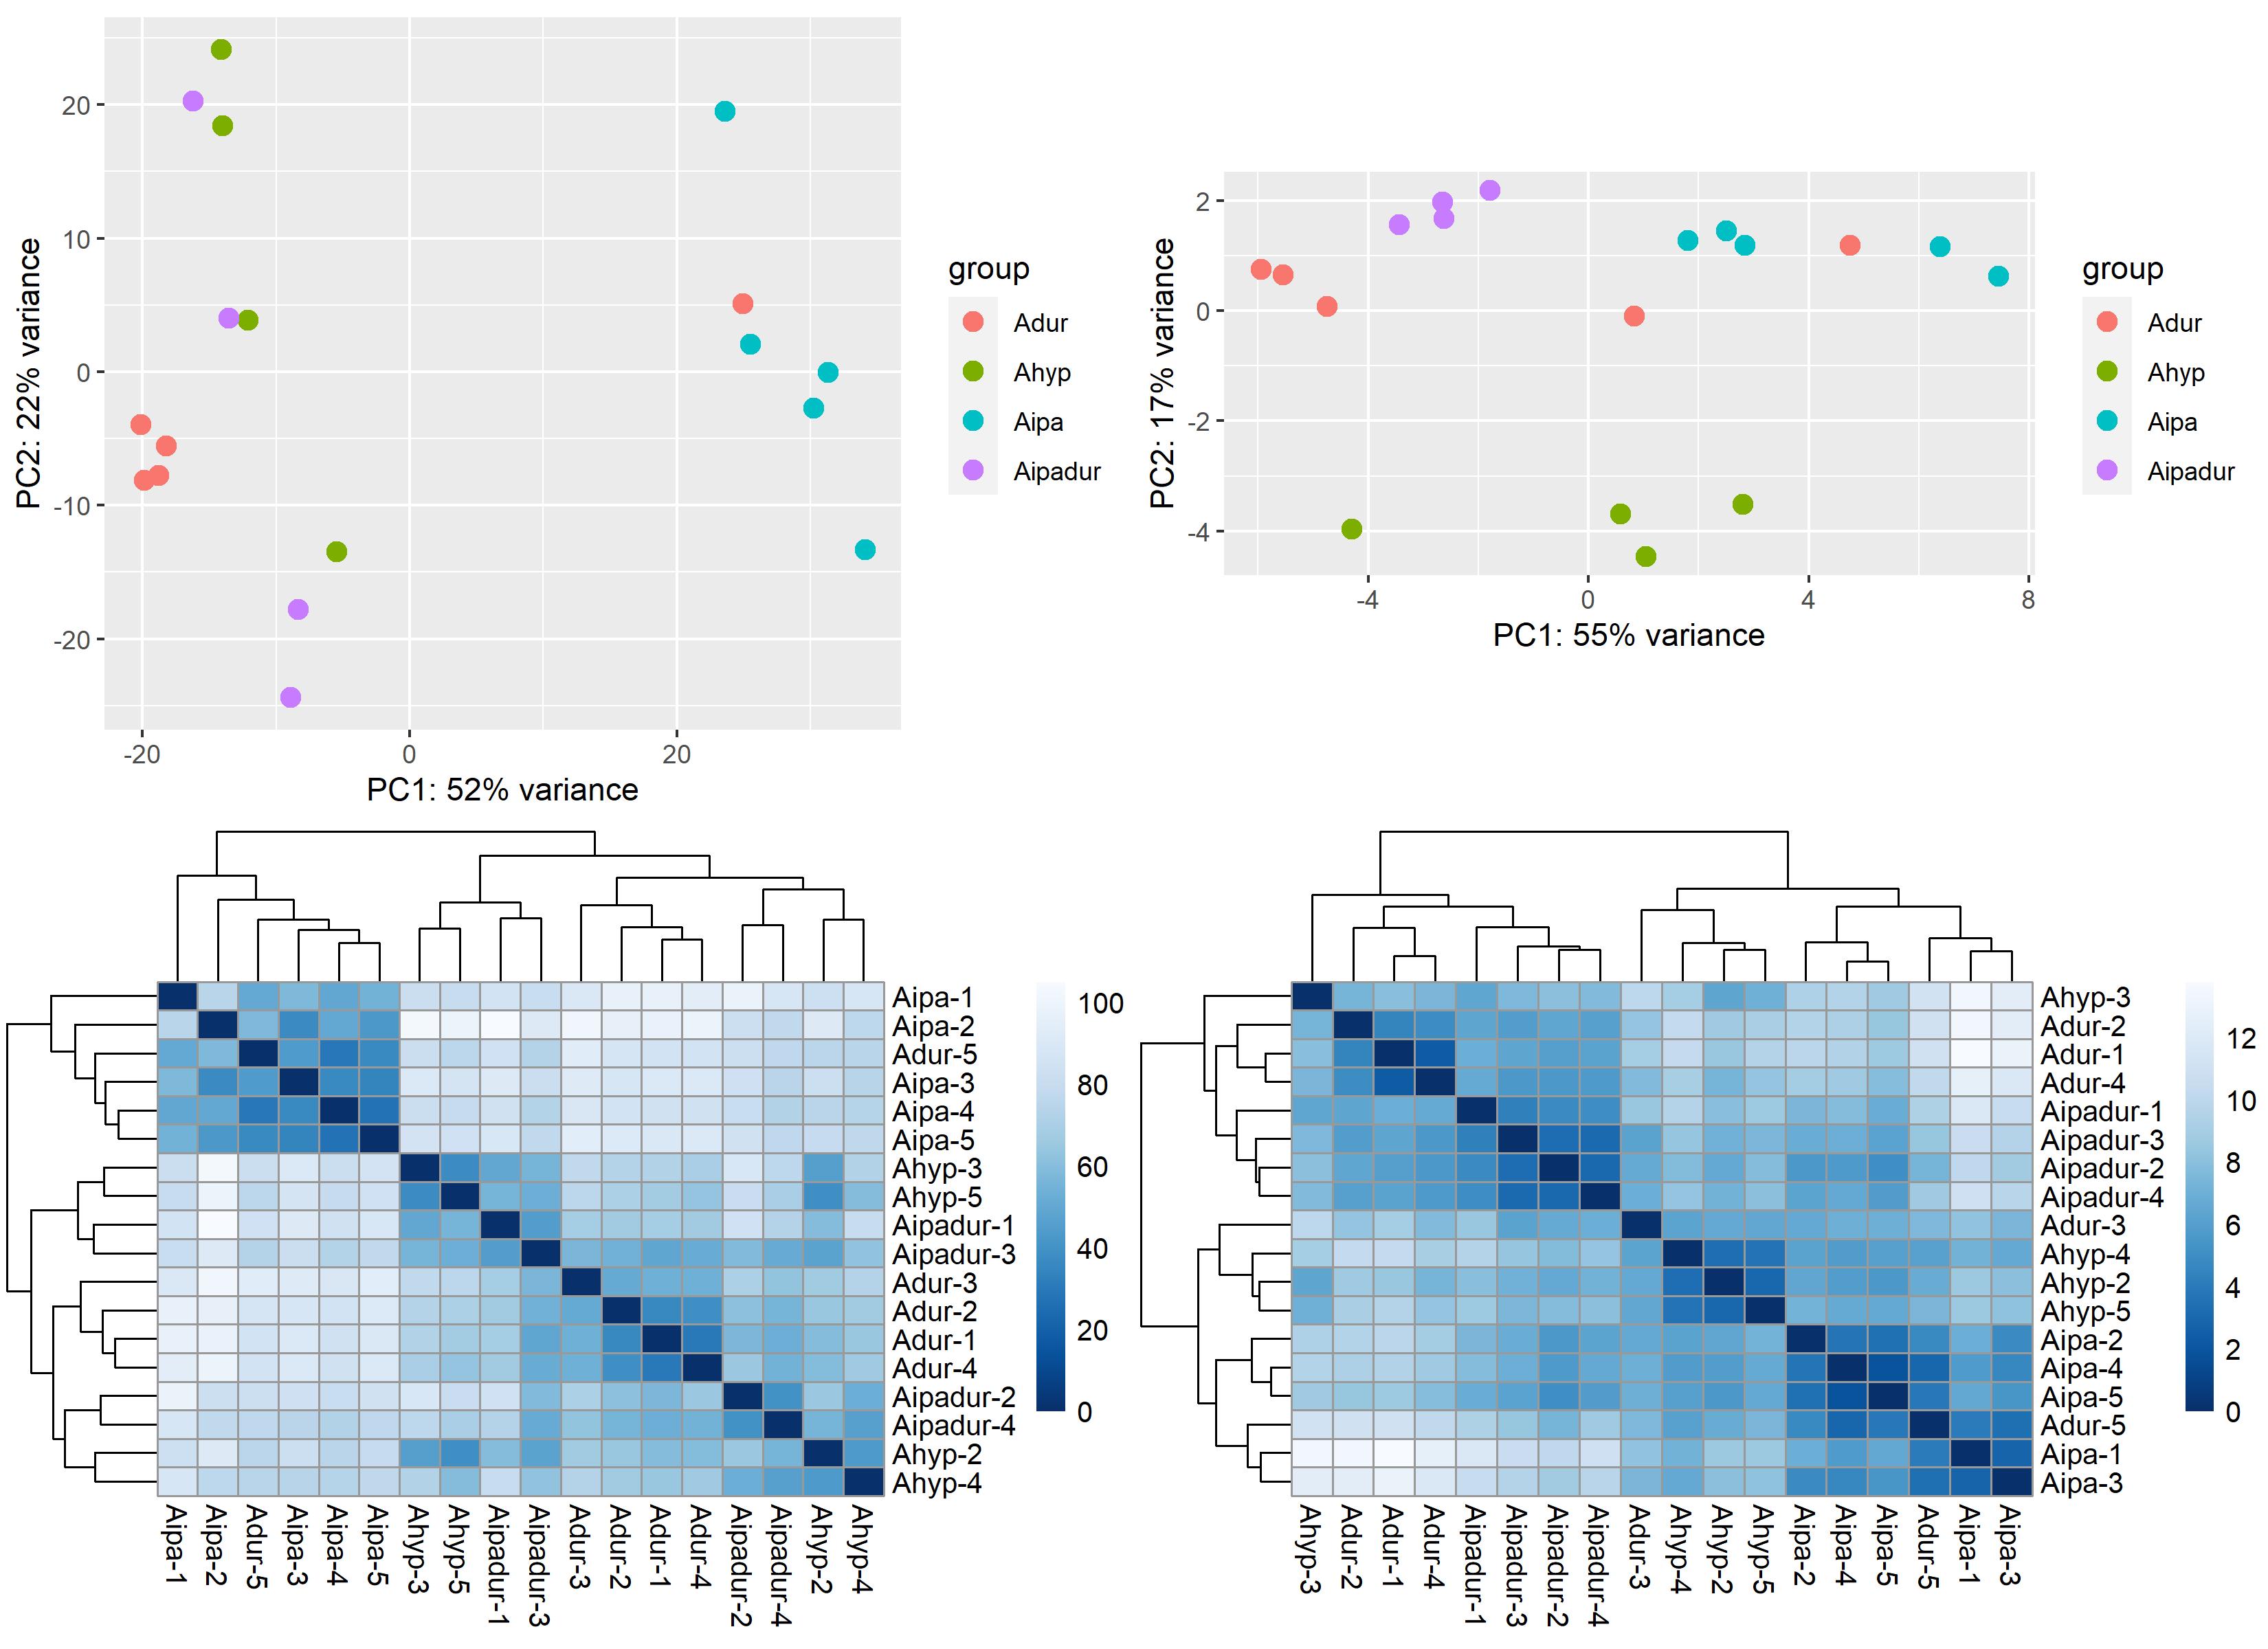 20
10
0
-10
-20
PC2: 22% variance
-20
0
20
PC1: 52% variance
group
Adur
Ahyp
Aipa
Aipadur
2
0
-2
-4
PC2: 17% variance
-4
0
4
8
PC1: 55% variance
group
Adur
Ahyp
Aipa
Aipadur
Aipa-1
Aipa-2
Adur-5
Aipa-3
Aipa-4
Aipa-5
Ahyp-3
Ahyp-5
Aipadur-1
Aipadur-3
Adur-3
Adur-2
Adur-1
Adur-4
Aipadur-2
Aipadur-4
Ahyp-2
Ahyp-4
Aipa-1
Aipa-2
Adur-5
Aipa-3
Aipa-4
Aipa-5
Ahyp-3
Ahyp-5
Aipadur-1
Aipadur-3
Adur-3
Adur-2
Adur-1
Adur-4
Aipadur-2
Aipadur-4
Ahyp-2
Ahyp-4
100
80
60
40
20
0
Ahyp-3
Adur-2
Adur-1
Adur-4
Aipadur-1
Aipadur-3
Aipadur-2
Aipadur-4
Adur-3
Ahyp-4
Ahyp-2
Ahyp-5
Aipa-2
Aipa-4
Aipa-5
Adur-5
Aipa-1
Aipa-3
Ahyp-3
Adur-2
Adur-1
Adur-4
Aipadur-1
Aipadur-3
Aipadur-2
Aipadur-4
Adur-3
Ahyp-4
Ahyp-2
Ahyp-5
Aipa-2
Aipa-4
Aipa-5
Adur-5
Aipa-1
Aipa-3
12
10
8
6
4
2
0